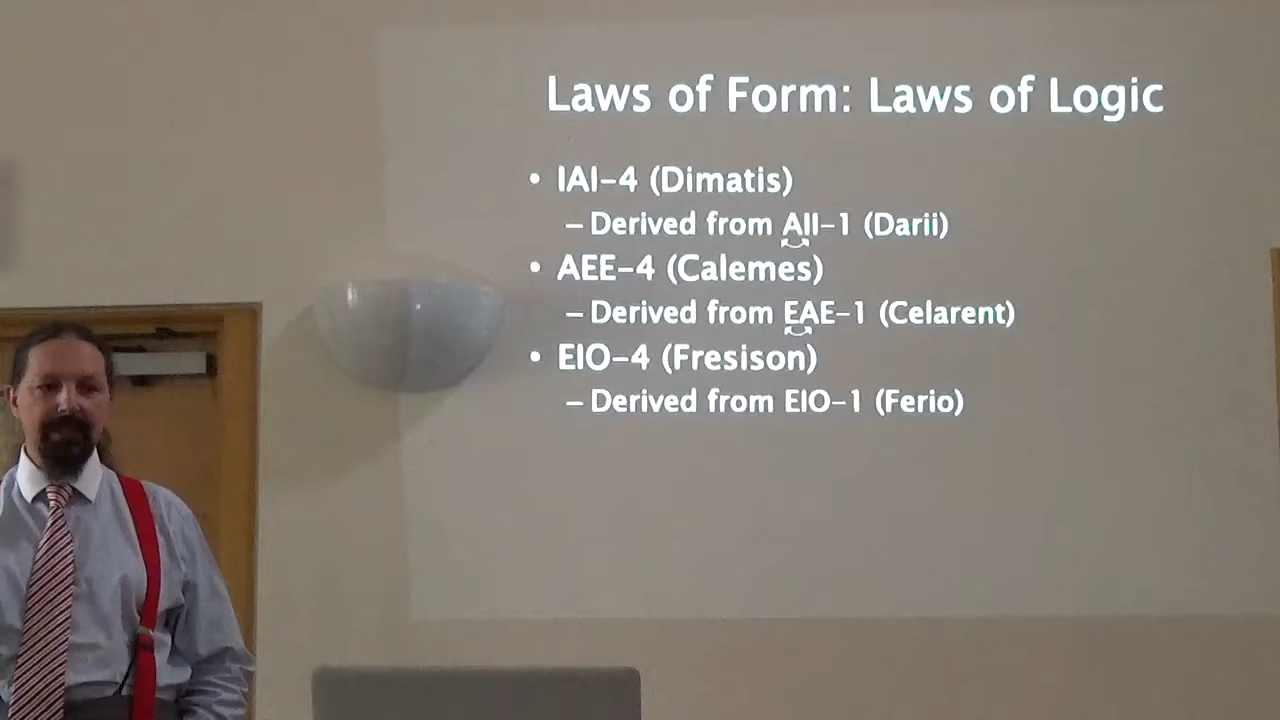 Laws of Form: Laws of Logic
• IAI-4 (Dimatis)
– Derived from AII-1 (Darii)
• AEE-4 (Calemes)
– Derived from EAE-1 (Celarent)
• EIO-4 (Fresison)
– Derived from EIO-1 (Ferio)